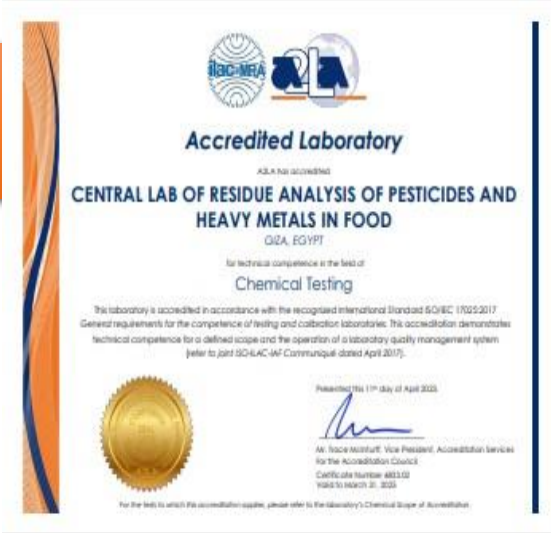 ilac-MRA
A2LA
Accredited Laboratory
A2LA has accredited
CENTRAL LAB OF RESIDUE ANALYSIS OF PESTICIDES AND
HEAVY METALS IN FOOD
GIZA, EGYPT
for technical competence in the field of
Chemical Testing
This laboratory is accredited in accordance with the recognized International Standard ISO/IEC 17025:2017
General requirements for the competence of testing and calibration laboratories. This accreditation demonstrates
technical competence for a defined scope and the operation of a laboratory quality management system
(refer to joint ISO-ILAC-IAF Communiqué dated April 2017).
Presented this 11th day of April 2023.
Mr. Trace McInturff, Vice President, Accreditation Services
For the Accreditation Council
Certificate Number
Valid to March 31, 2025
For the tests to which this accreditation applies, please refer to the laboratory's Chemical Scope of Accreditation.